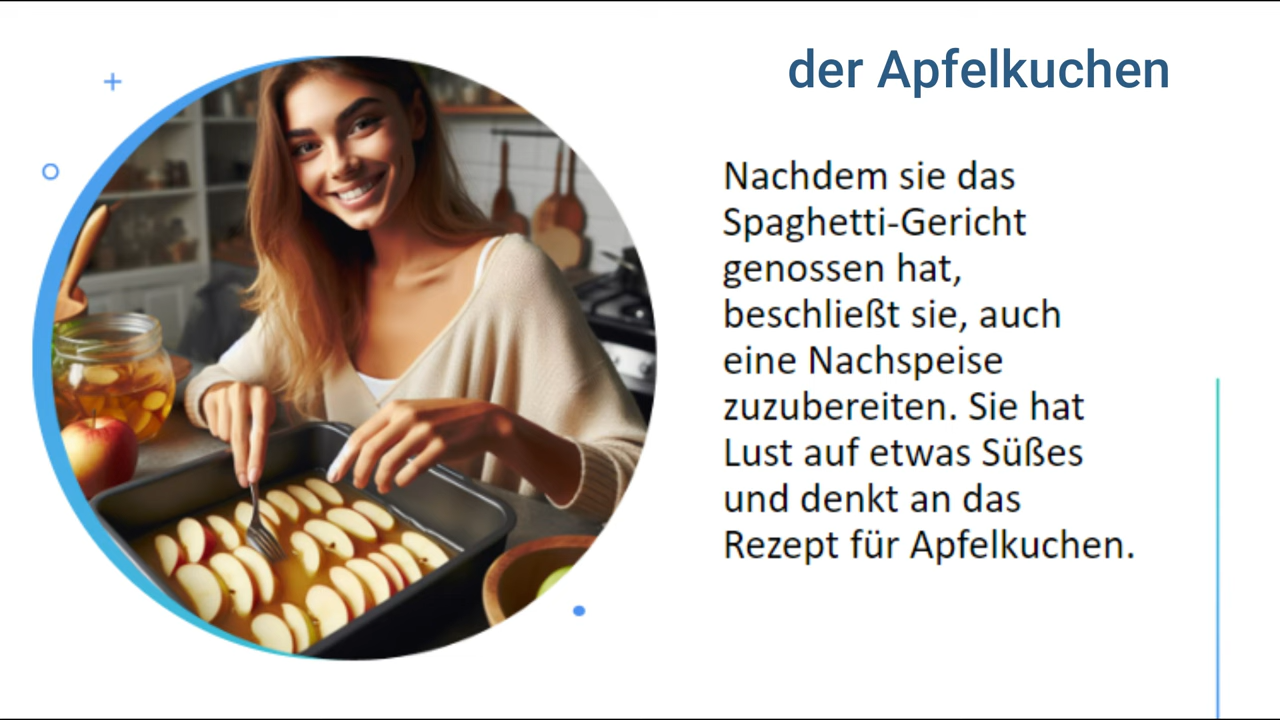 der Apfelkuchen
Nachdem sie das
Spaghetti-Gericht
genossen hat,
beschließt sie, auch
eine Nachspeise
zuzubereiten. Sie hat
Lust auf etwas Süßes
und denkt an das
Rezept für Apfelkuchen.